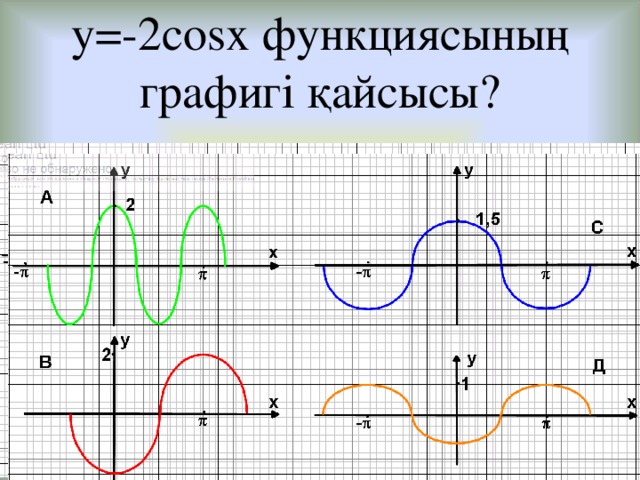 y=-2cosx функциясының
графигі қайсысы?
А
y
2
x
-π
π
y
1,5
С
x
-π
π
y
2
В
x
π
y
1
Д
x
-π
π